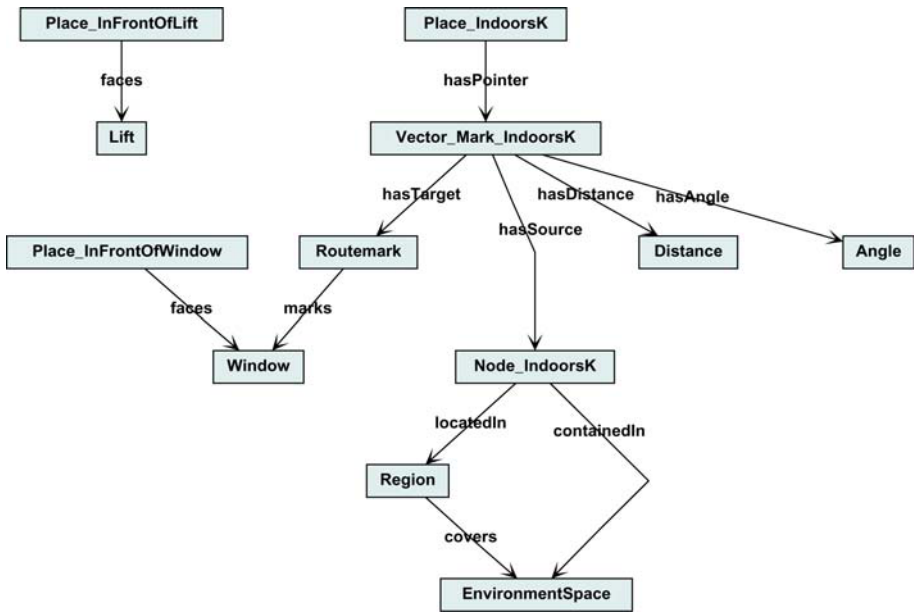 Place_InFrontOfLift
Place_IndoorsK
faces
hasPointer
Lift
Vector_Mark_IndoorsK
hasTarget
hasDistance
hasAngle
hasSource
Place_InFrontOfWindow
Routemark
Distance
Angle
faces
marks
Window
Node_IndoorsK
locatedIn
containedIn
Region
covers
EnvironmentSpace